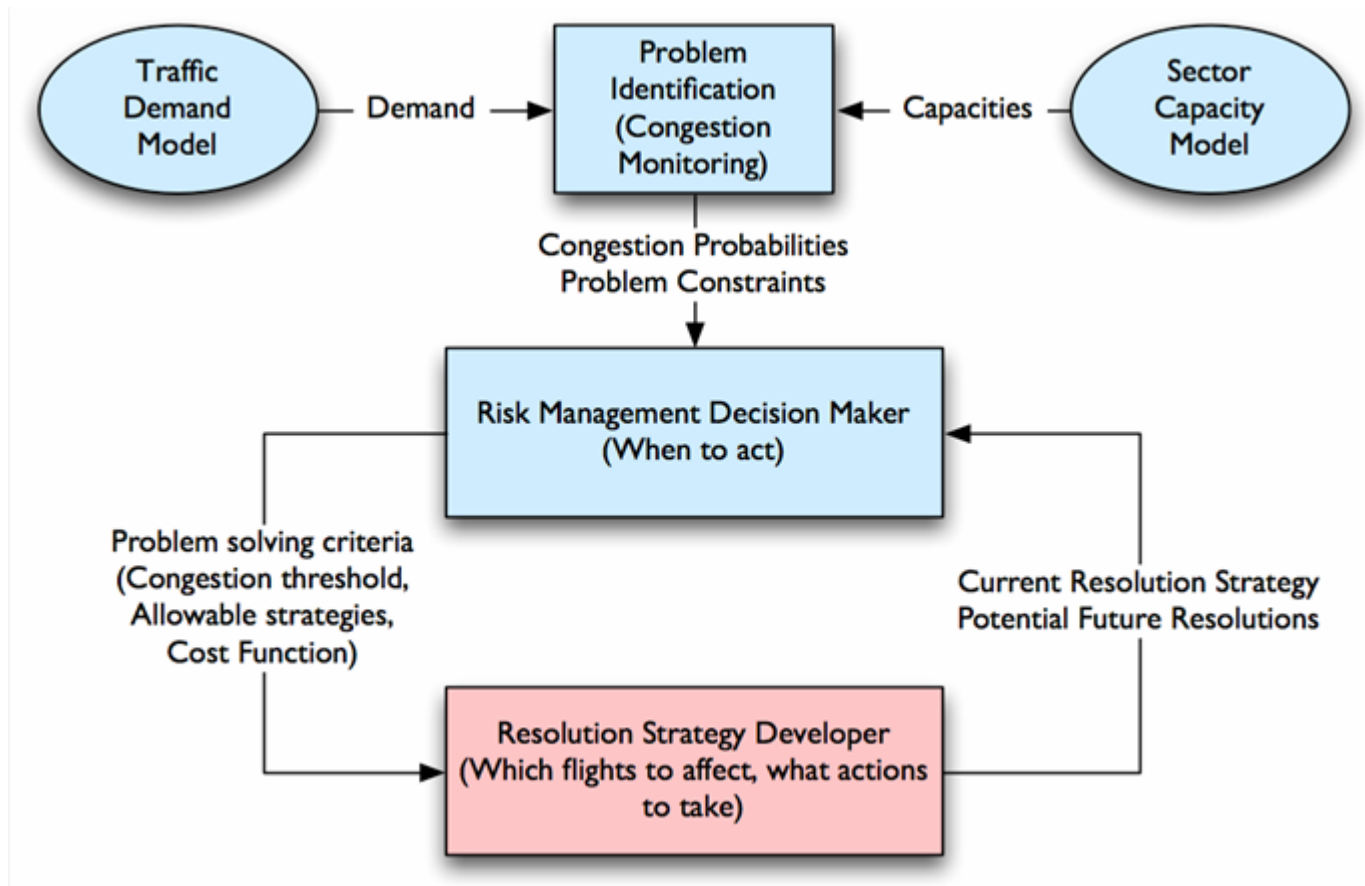 Traffic
Demand
Model
Demand
Problem
Identification
(Congestion
Monitoring)
Capacities
Sector
Capacity
Model
Congestion Probabilities
Problem Constraints
Risk Management Decision Maker
(When to act)
Problem solving criteria
(Congestion threshold,
Allowable strategies,
Cost Function)
Current Resolution Strategy
Potential Future Resolutions
Resolution Strategy Developer
(Which flights to affect, what actions
to take)